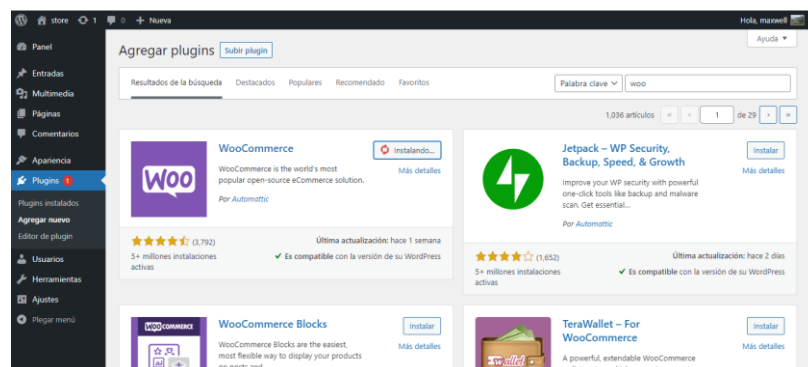 store 1 0 + Nueva Hola, maxwell
Panel
Entradas
Multimedia
Páginas
Comentarios
Apariencia
Plugins 1
Plugins instalados
Agregar nuevo
Editor de plugin
Usuarios
Herramientas
Ajustes
Plegar menú
Ayuda
Agregar plugins Subir plugin
Resultados de la búsqueda Destacados Populares Recomendado Favoritos Palabra clave woo
1,036 artículos « ‹ 1 de 29 › »
WOO
WooCommerce
Instalando...
Más detalles
WooCommerce is the world's most
popular open-source eCommerce solution.
Por Automattic
(3,792)
5+ millones instalaciones
activas
Última actualización: hace 1 semana
Es compatible con la versión de su WordPress
Jetpack – WP Security,
Backup, Speed, & Growth
Instalar
Más detalles
Improve your WP security with powerful
one-click tools like backup and malware
scan. Get essential...
Por Automattic
(1,652)
5+ millones instalaciones
activas
Última actualización: hace 2 días
Es compatible con la versión de su WordPress
WOO COMMERCE
WooCommerce Blocks
Instalar
Más detalles
WooCommerce Blocks are the easiest,
most flexible way to display your products
TeraWallet – For
WooCommerce
Instalar
Más detalles
A powerful, extendable WooCommerce